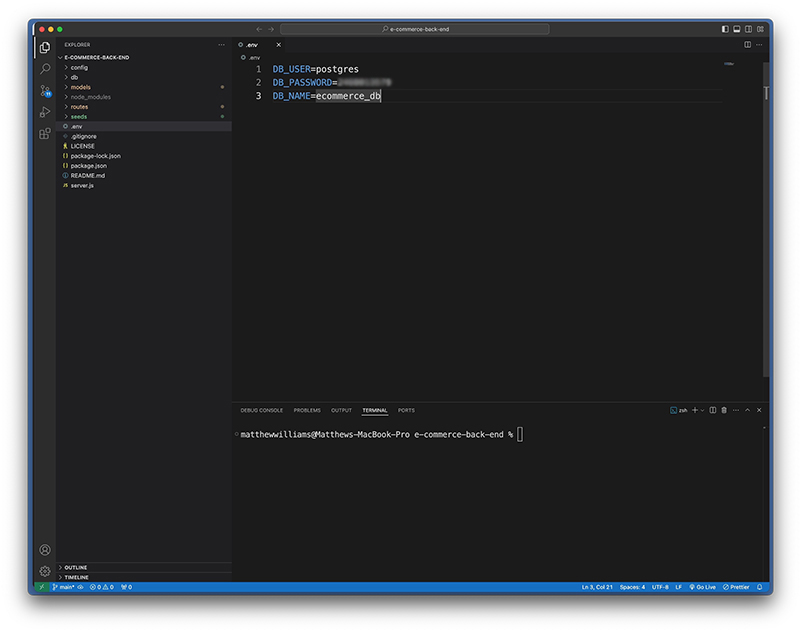 e-commerce-back-end
EXPLORER
E-COMMERCE-BACK-END
config
db
models
node_modules
routes
seeds
.env
.gitignore
LICENSE
package-lock.json
package.json
README.md
server.js
OUTLINE
TIMELINE
.env
.env
1 DB_USER=postgres
2 DB_PASSWORD=
3 DB_NAME=ecommerce_db
DEBUG CONSOLE PROBLEMS OUTPUT TERMINAL PORTS
zsh
matthewwilliams@Matthews-MacBook-Pro e-commerce-back-end %
main* 0 0 0 Ln 3, Col 21 Spaces: 4 UTF-8 LF Go Live Prettier